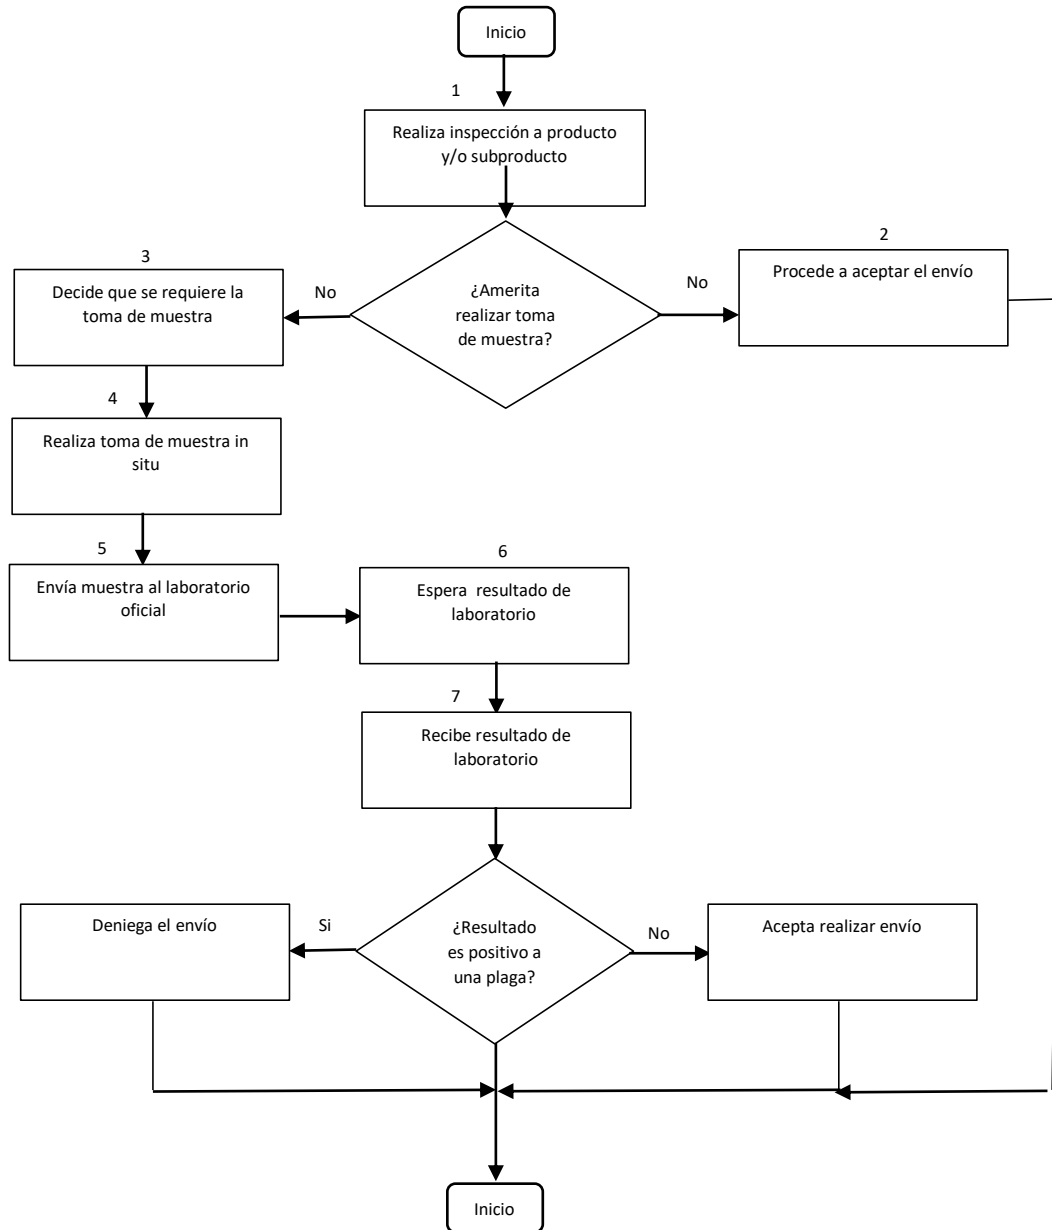 Inicio
1
Realiza inspección a producto
y/o subproducto
2
Procede a aceptar el envío
3
Decide que se requiere la
toma de muestra
No
¿Amerita
realizar toma
de muestra?
No
4
Realiza toma de muestra in
situ
5
Envía muestra al laboratorio
oficial
6
Espera  resultado de
laboratorio
7
Recibe resultado de
laboratorio
Deniega el envío
Si
¿Resultado
es positivo a
una plaga?
No
Acepta realizar envío
Inicio